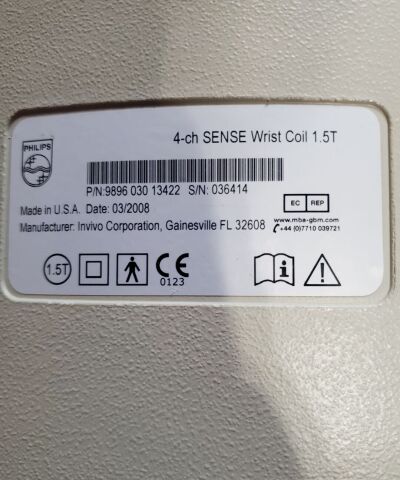 PHILIPS
4-ch SENSE Wrist Coil 1.5T
P/N:9896 030 13422 S/N: 036414
Made in U.S.A. Date: 03/2008
Manufacturer: Invivo Corporation, Gainesville FL 32608
EC REP
www.mba-gbm.com
+44 (0)7710 039721
1.5T
CE
0123